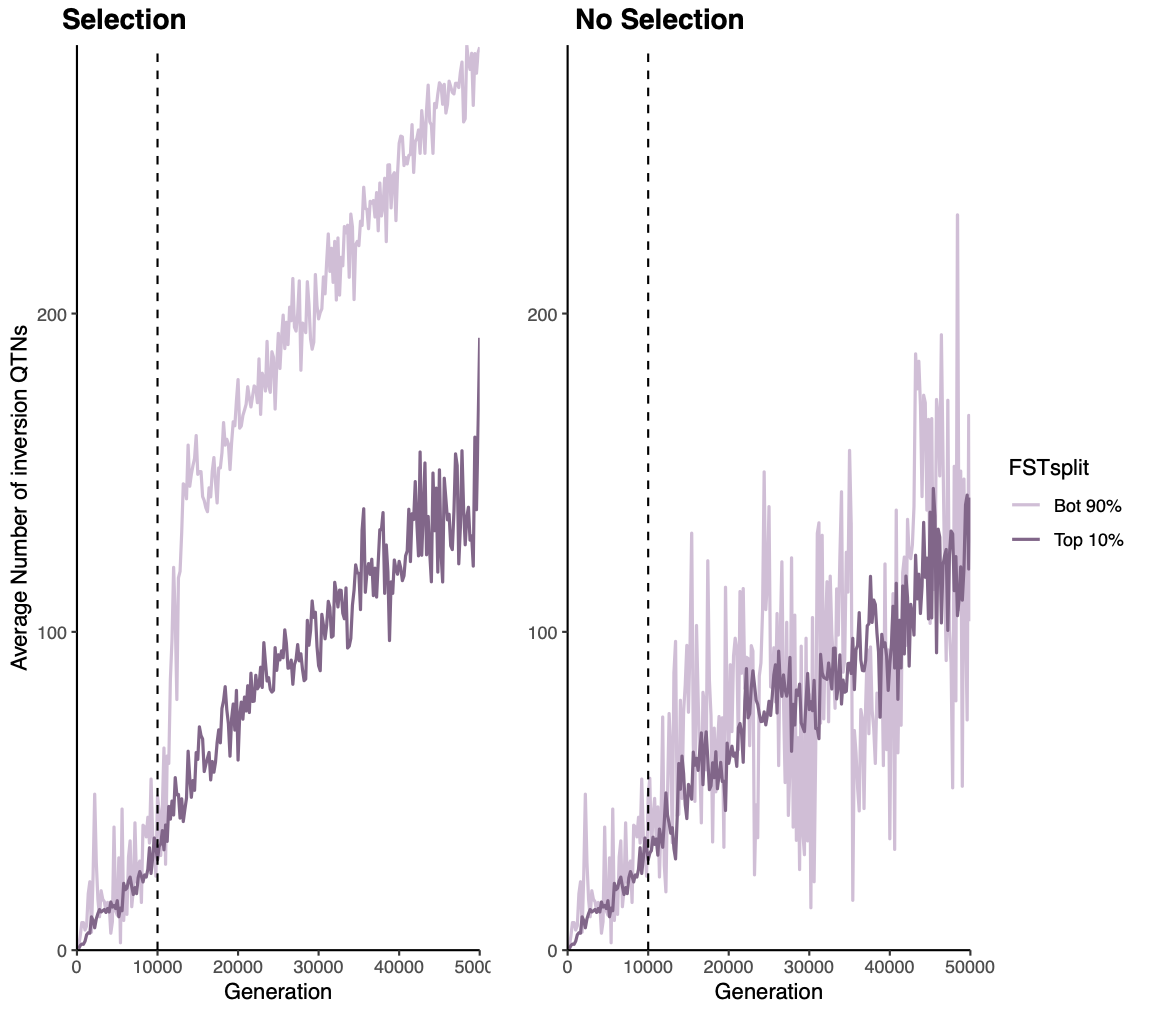 Selection
No Selection
Average Number of inversion QTNs
200
100
0
0 10000 20000 30000 40000 5000
Generation
200
100
0
0 10000 20000 30000 40000 50000
Generation
FSTsplit
Bot 90%
Top 10%